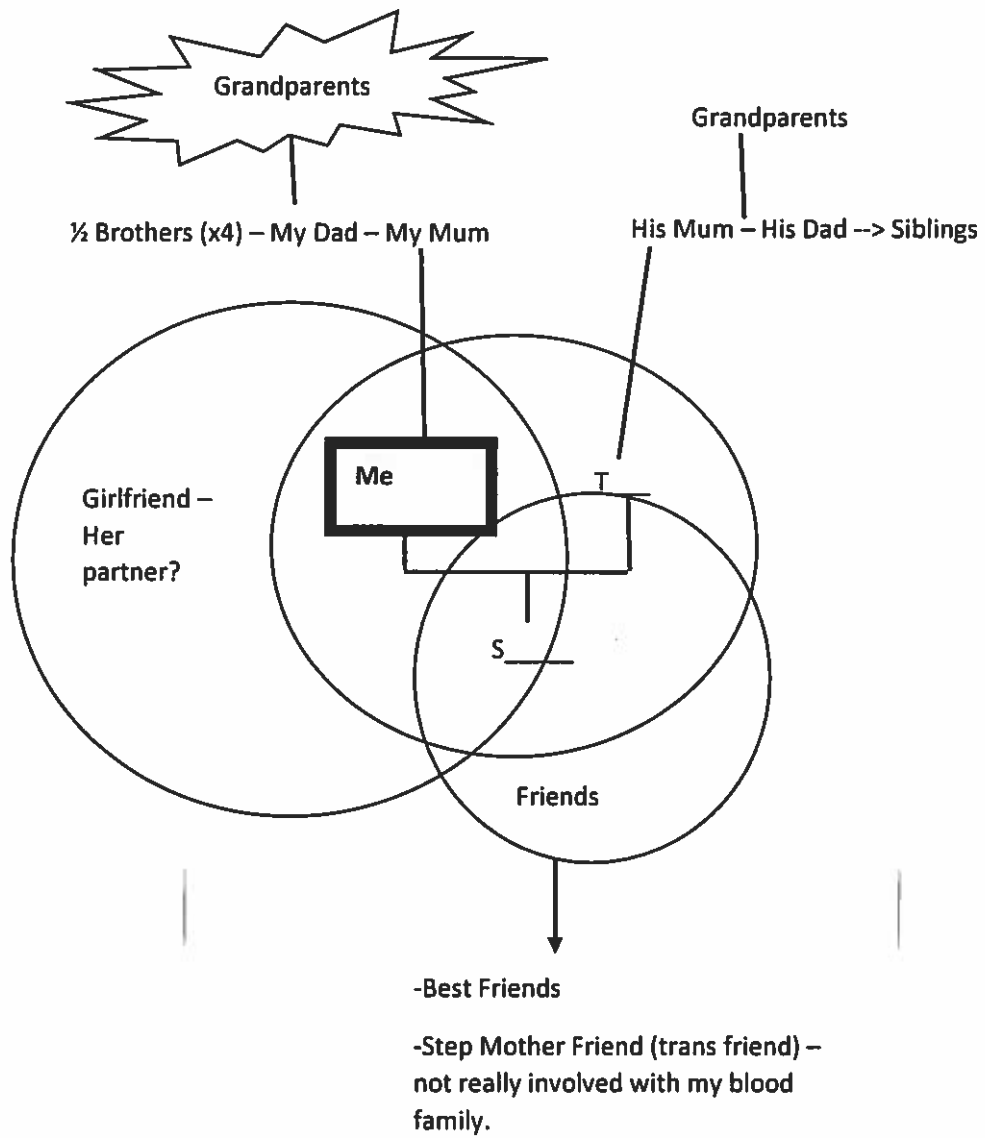 Grandparents
Grandparents
½ Brothers (x4) – My Dad – My Mum
His Mum – His Dad --> Siblings
Me
T
Girlfriend –
Her
partner?
S
Friends
-Best Friends
-Step Mother Friend (trans friend) –
not really involved with my blood
family.